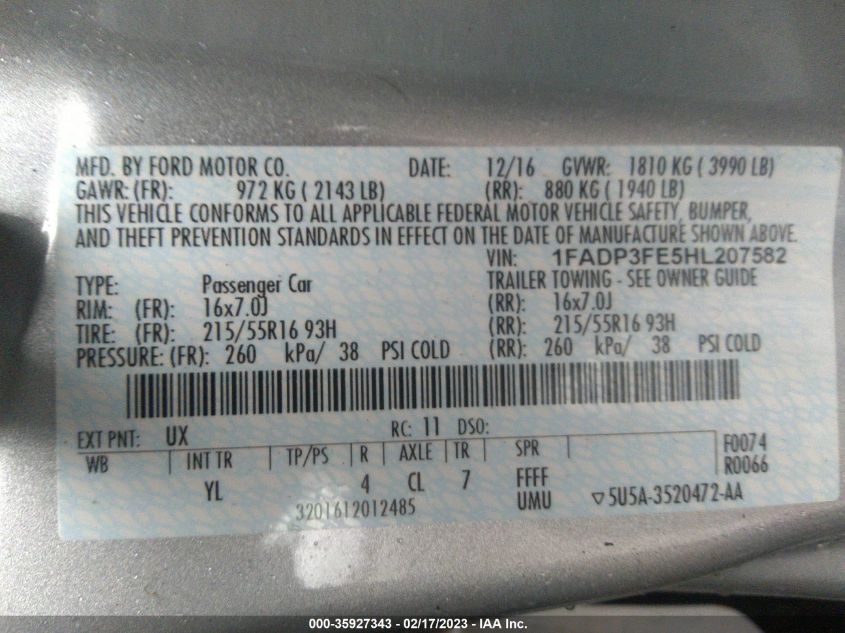 MFD. BY FORD MOTOR CO. DATE: 12/16 GVWR: 1810 KG ( 3990 LB)
GAWR: (FR): 972 KG ( 2143 LB) (RR): 880 KG ( 1940 LB)
THIS VEHICLE CONFORMS TO ALL APPLICABLE FEDERAL MOTOR VEHICLE SAFETY, BUMPER,
AND THEFT PREVENTION STANDARDS IN EFFECT ON THE DATE OF MANUFACTURE SHOWN ABOVE.
VIN: 1FADP3FE5HL207582
TYPE: Passenger Car TRAILER TOWING - SEE OWNER GUIDE
RIM: (FR): 16x7.0J (RR): 16x7.0J
TIRE: (FR): 215/55R16 93H (RR): 215/55R16 93H
PRESSURE: (FR): 260 kPa/ 38 PSI COLD (RR): 260 kPa/ 38 PSI COLD
EXT PNT: UX RC: 11 DSO:
WB INT TR TP/PS R AXLE TR SPR F0074
R0066
YL 4 CL 7 FFFF
UMU ▽5U5A-3520472-AA
3201612012485
000-35927343 — 02/17/2023 — IAA Inc.